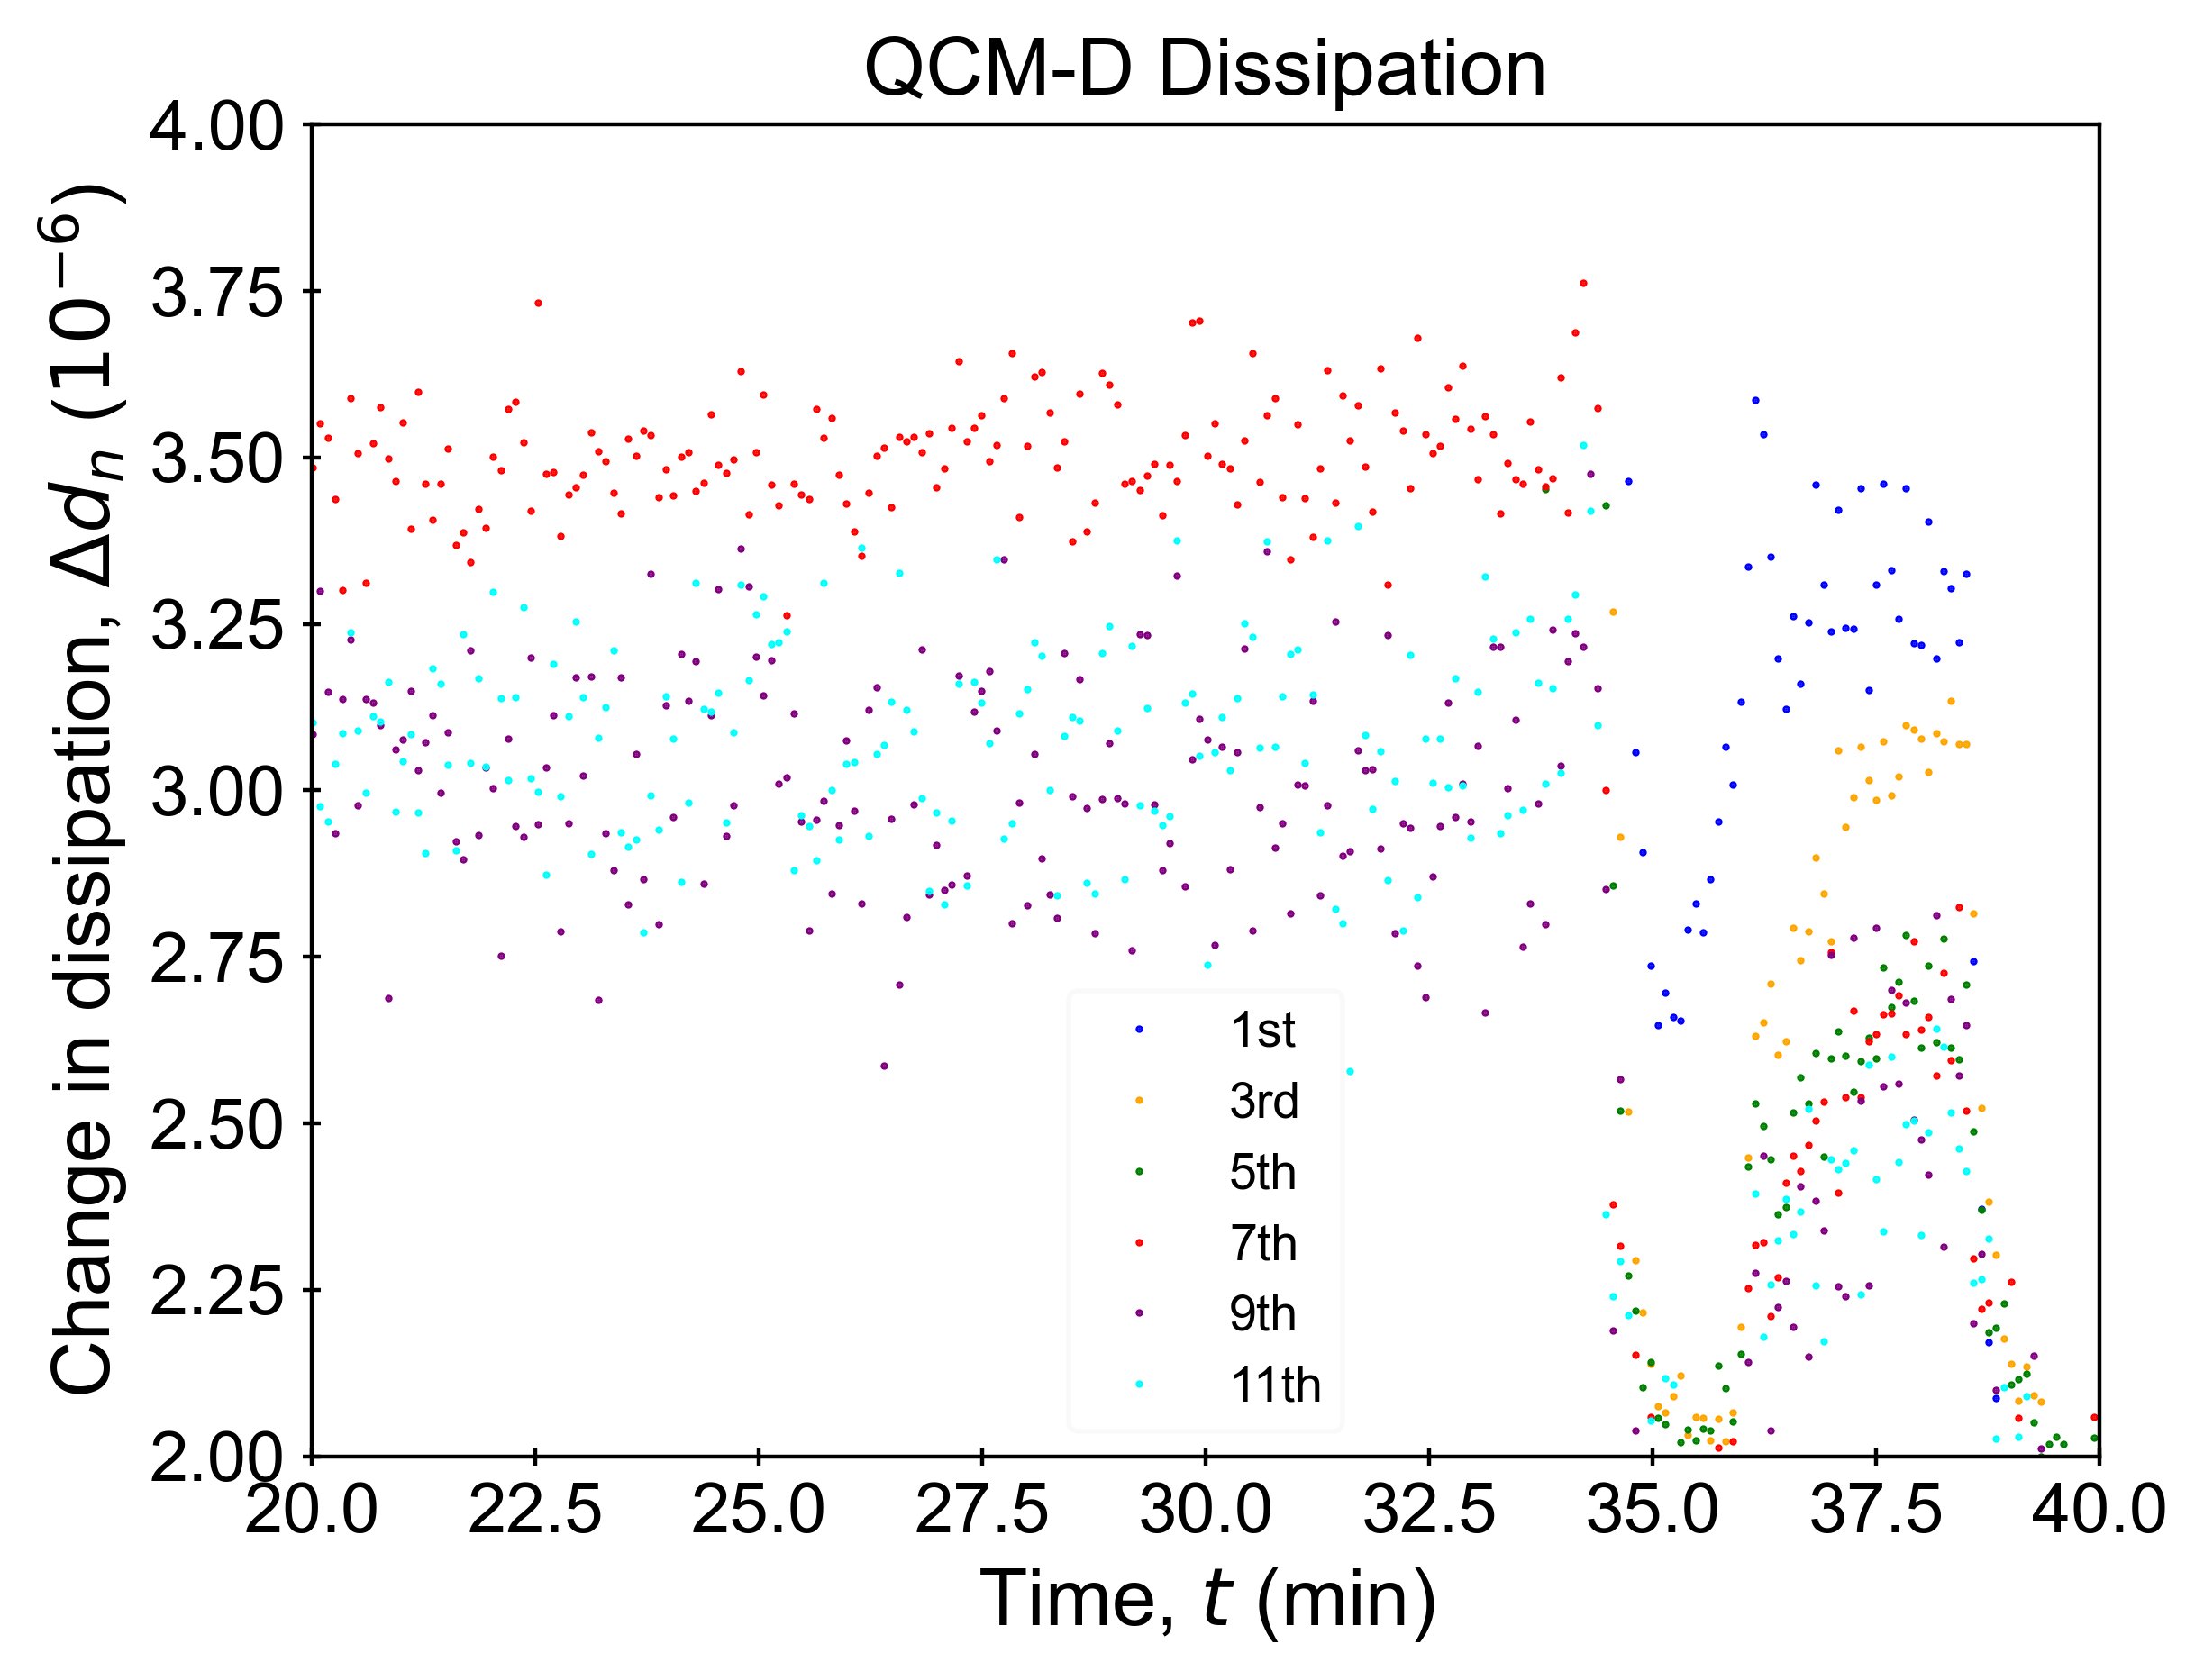 QCM-D Dissipation
Change in dissipation, Δdₙ (10⁻⁶)
4.00
3.75
3.50
3.25
3.00
2.75
2.50
2.25
2.00
1st
3rd
5th
7th
9th
11th
20.0 22.5 25.0 27.5 30.0 32.5 35.0 37.5 40.0
Time, t (min)